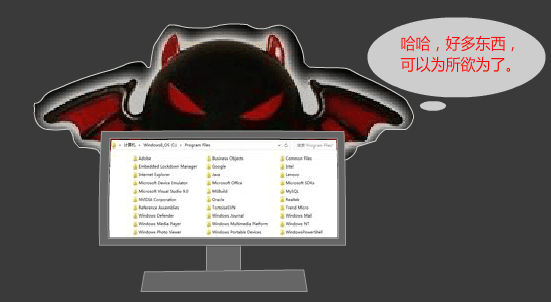 哈哈，好多东西，
可以为所欲为了。
计算机 › Windows8_OS (C:) › Program Files
搜索"Program Files"
Adobe Business Objects Common Files
Embedded Lockdown Manager Google Intel
Internet Explorer Java Lenovo
Microsoft Device Emulator Microsoft Office Microsoft SDKs
Microsoft Visual Studio 9.0 MSBuild MySQL
NVIDIA Corporation Oracle Realtek
Reference Assemblies TortoiseSVN Trend Micro
Windows Defender Windows Journal Windows Mail
Windows Media Player Windows Multimedia Platform Windows NT
Windows Photo Viewer Windows Portable Devices WindowsPowerShell